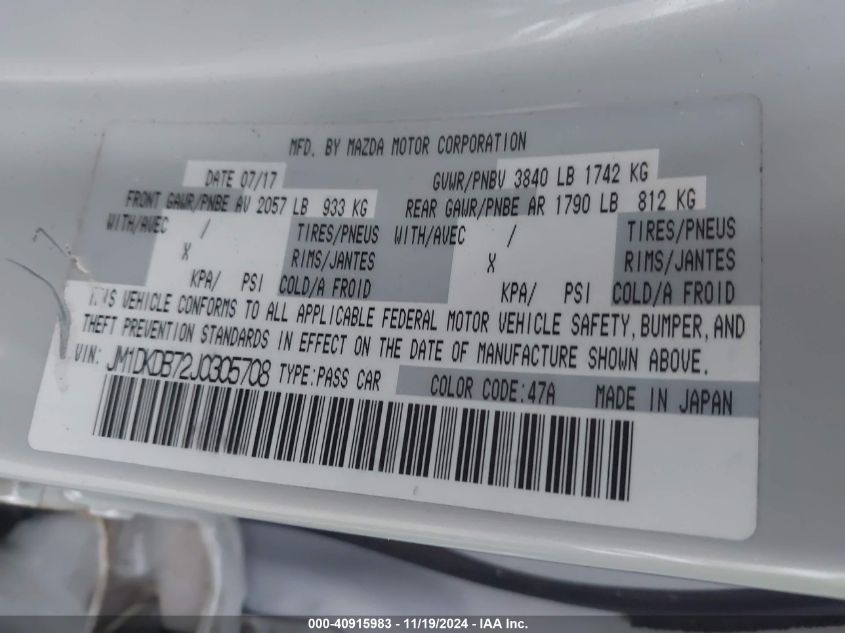 MFD. BY MAZDA MOTOR CORPORATION
DATE 07/17 GVWR/PNBV 3840 LB 1742 KG
FRONT GAWR/PNBE AV 2057 LB 933 KG REAR GAWR/PNBE AR 1790 LB 812 KG
WITH/AVEC / TIRES/PNEUS WITH/AVEC / TIRES/PNEUS
X RIMS/JANTES X RIMS/JANTES
KPA/ PSI COLD/A FROID KPA/ PSI COLD/A FROID
THIS VEHICLE CONFORMS TO ALL APPLICABLE FEDERAL MOTOR VEHICLE SAFETY, BUMPER, AND
THEFT PREVENTION STANDARDS IN EFFECT ON THE DATE OF MANUFACTURE SHOWN ABOVE.
VIN: JM1DKDB72J0305708 TYPE:PASS CAR COLOR CODE:47A MADE IN JAPAN
000-40915983 - 11/19/2024 - IAA Inc.